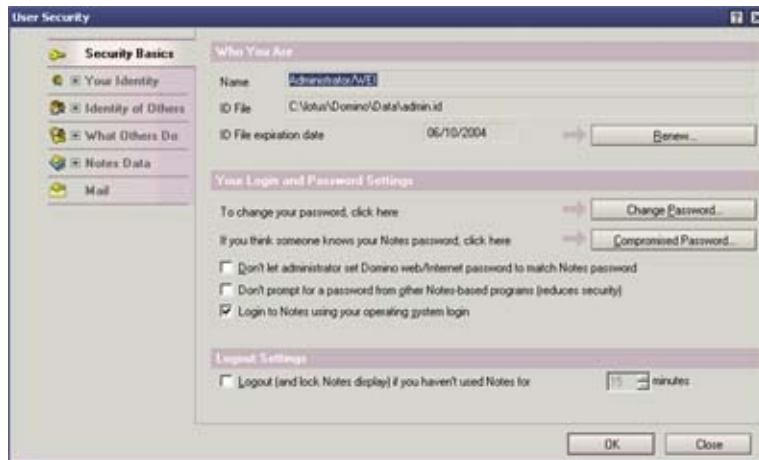 User Security
Security Basics
Your Identity
Identity of Others
What Others Do
Notes Data
Mail
Who You Are
Name Administrator/WEI
ID File C:\lotus\Domino\Data\admin.id
ID File expiration date 06/10/2004 Renew...
Your Login and Password Settings
To change your password, click here Change Password...
If you think someone knows your Notes password, click here Compromised Password...
Don't let administrator set Domino web/Internet password to match Notes password
Don't prompt for a password from other Notes-based programs (reduces security)
Login to Notes using your operating system login
Logout Settings
Logout (and lock Notes display) if you haven't used Notes for 15 minutes
OK Close